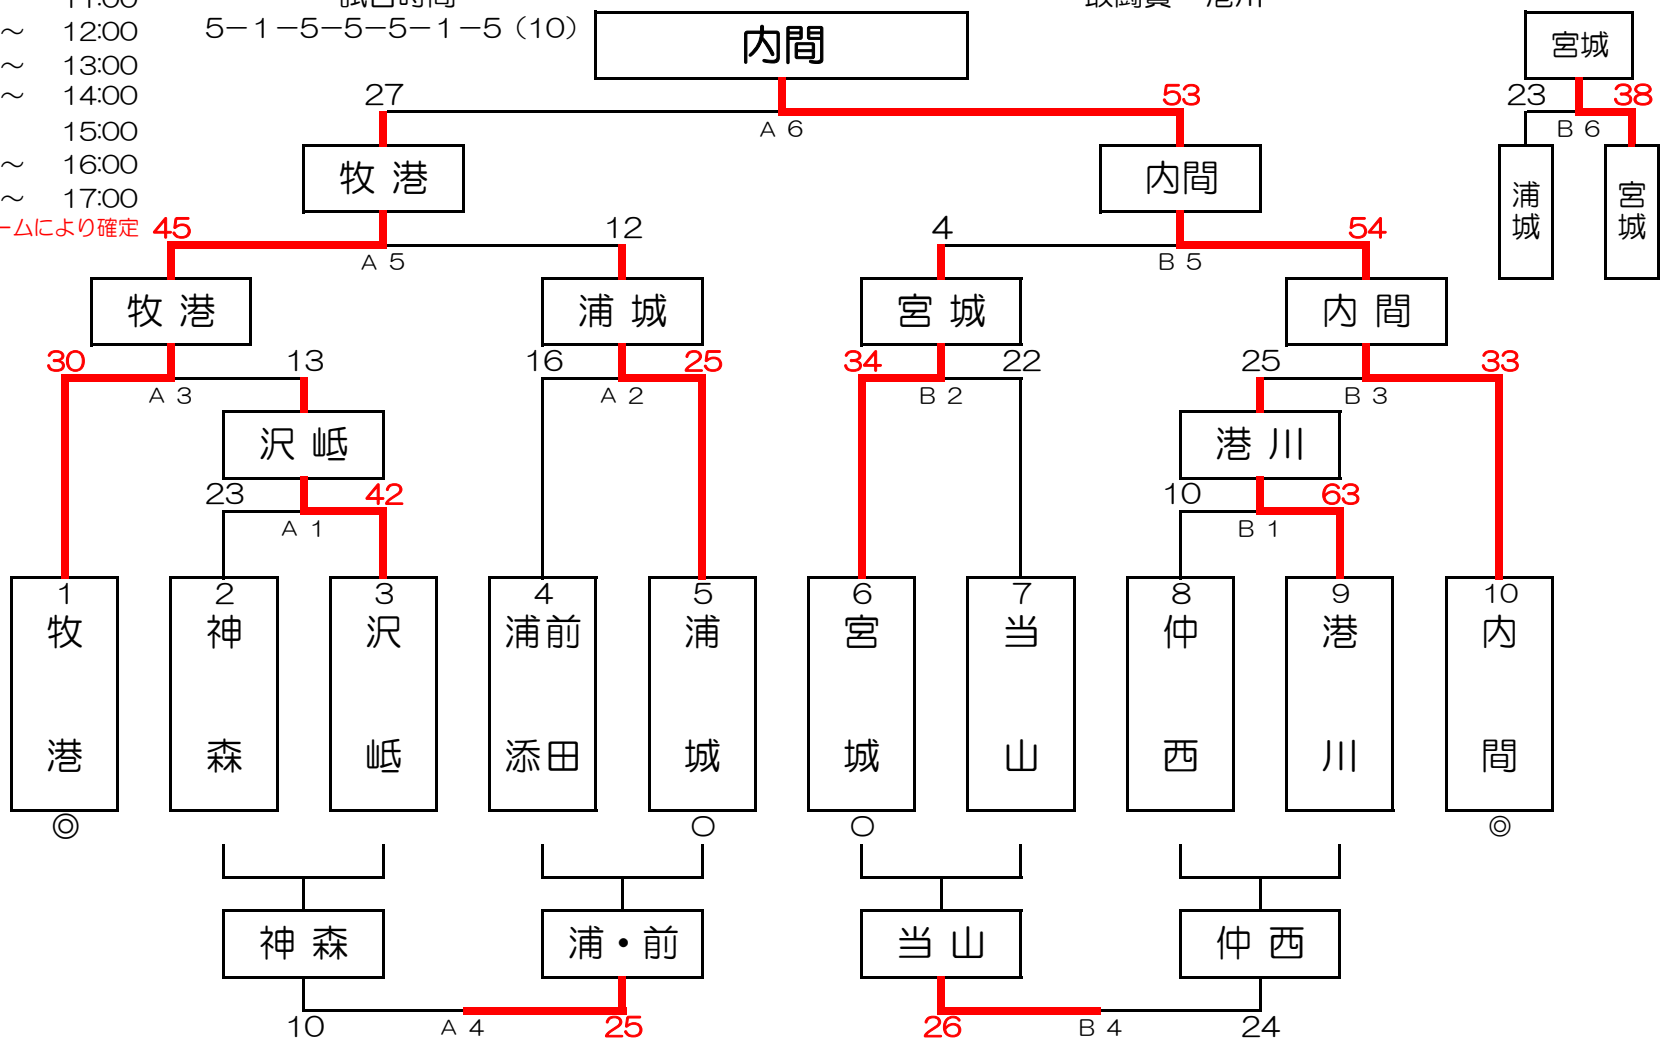 ～ 12:00 5－1－5－5－5－1－5（10） 内間 宮城
～ 13:00
～ 14:00 27 53 23 38
15:00 A 6 B 6
～ 16:00 牧 港 内間 浦城 宮城
～ 17:00
ームにより確定 45 12 4 54
A 5 B 5
牧 港 浦 城 宮 城 内 間
30 13 16 25 34 22 25 33
A 3 A 2 B 2 B 3
沢 岻 港 川
23 42 10 63
A 1 B 1
1 2 3 4 5 6 7 8 9 10
牧 神 沢 浦前 浦 宮 当 仲 港 内
港 森 岻 添田 城 城 山 西 川 間
◎ ○ ○ ◎
神 森 浦・前 当 山 仲 西
10 A 4 25 26 B 4 24